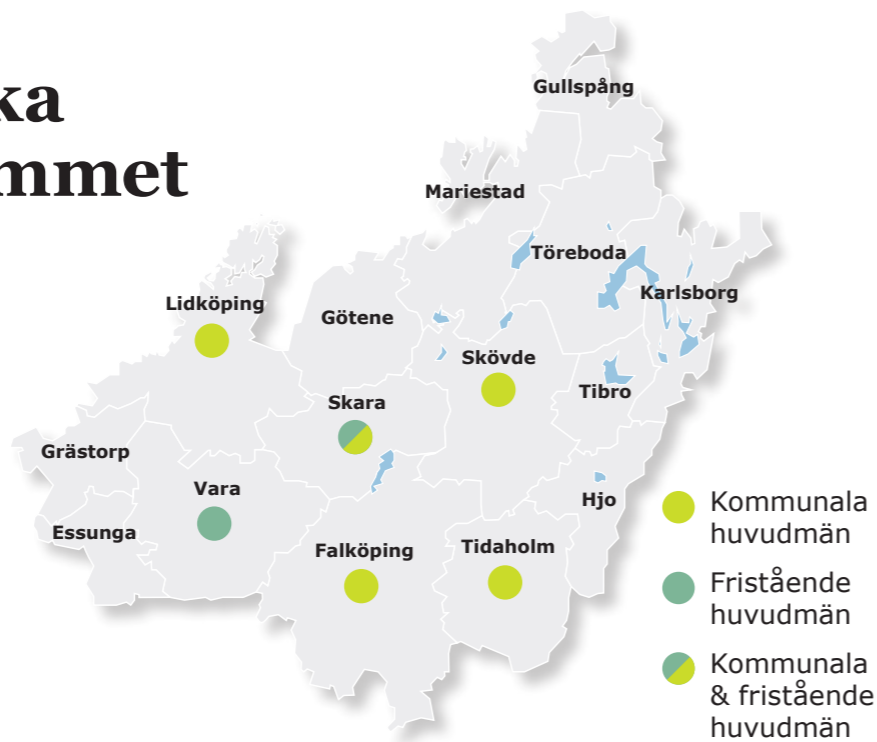 ka
mmet
Gullspång
Mariestad
Töreboda
Karlsborg
Lidköping
Götene
Skövde
Tibro
Skara
Grästorp
Vara
Hjo
Essunga
Falköping
Tidaholm
Kommunala
huvudmän
Fristående
huvudmän
Kommunala
& fristående
huvudmän